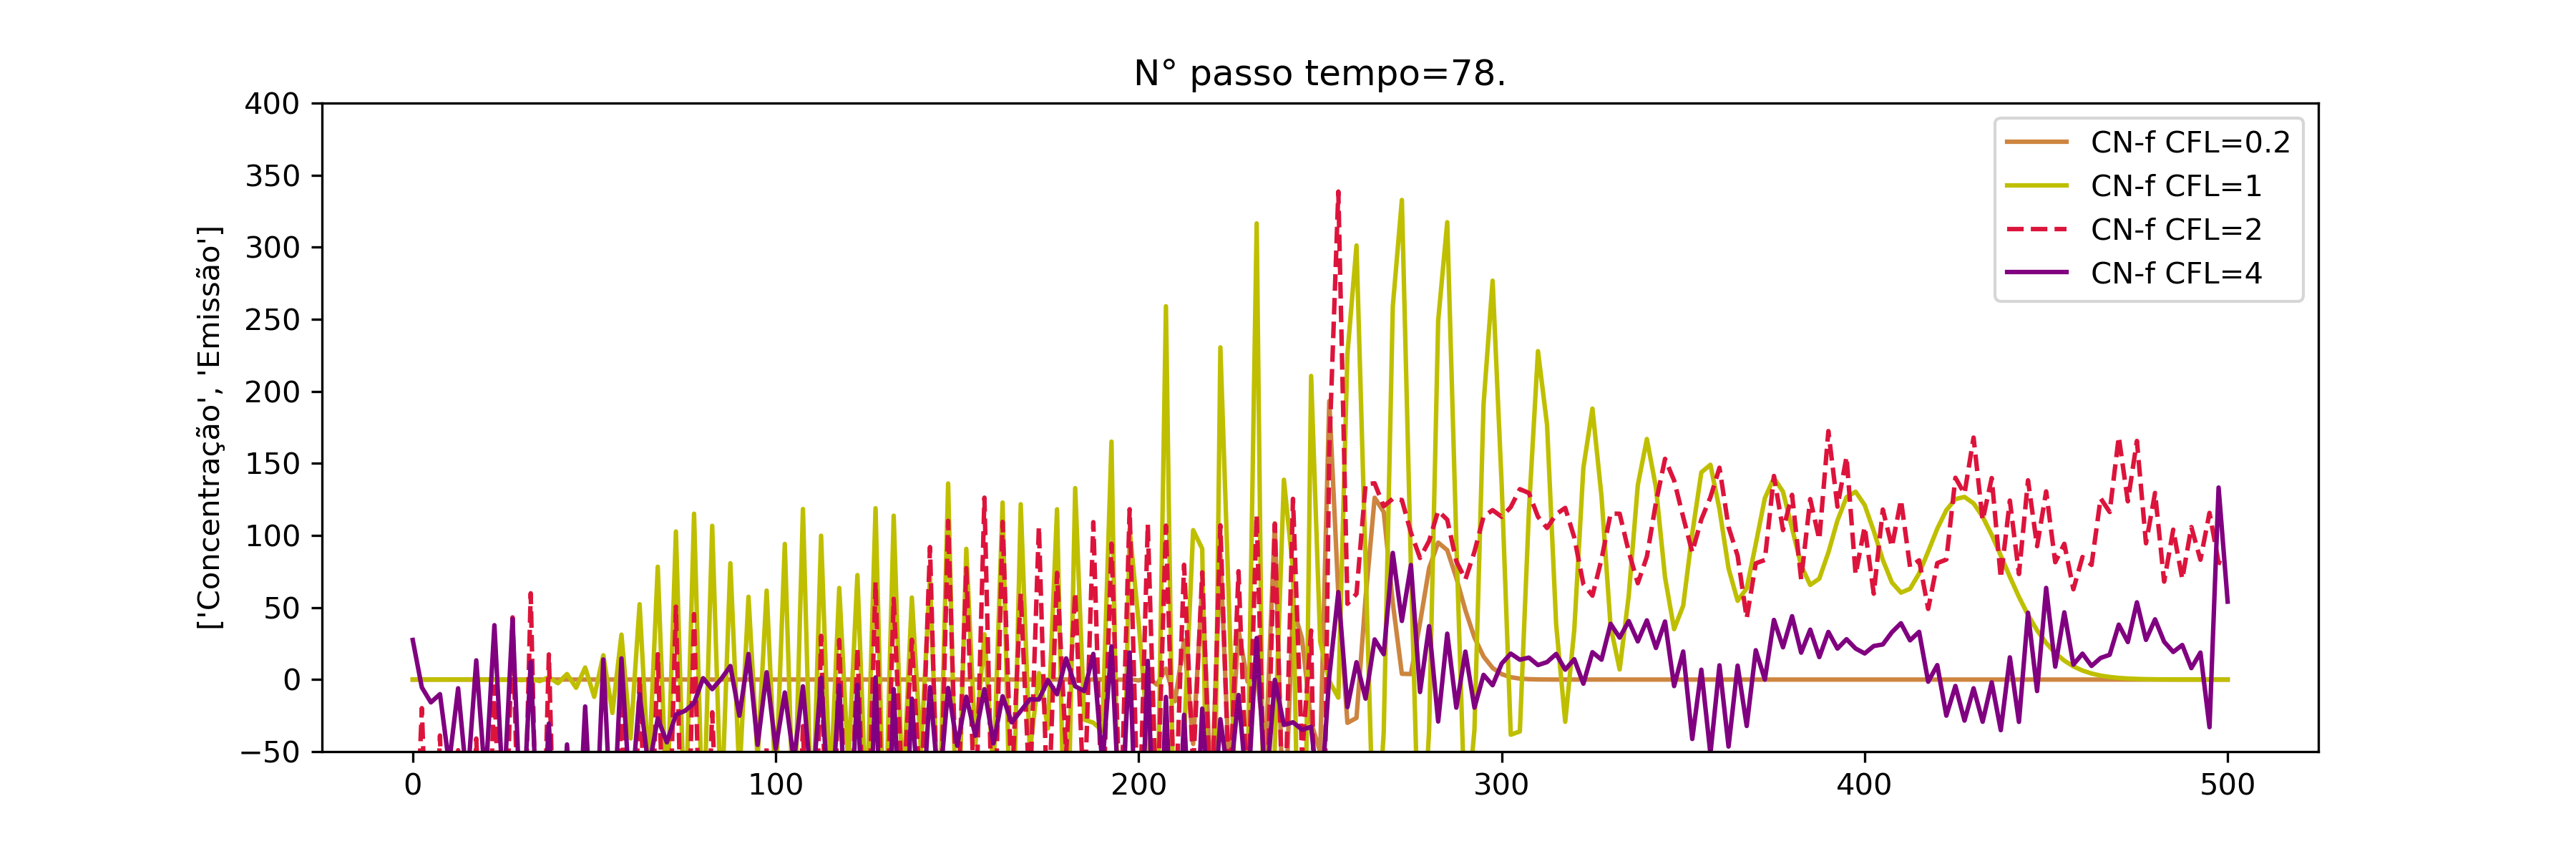 N° passo tempo=78.
['Concentração', 'Emissão']
400
350
300
250
200
150
100
50
0
−50
0 100 200 300 400 500
CN-f CFL=0.2
CN-f CFL=1
CN-f CFL=2
CN-f CFL=4